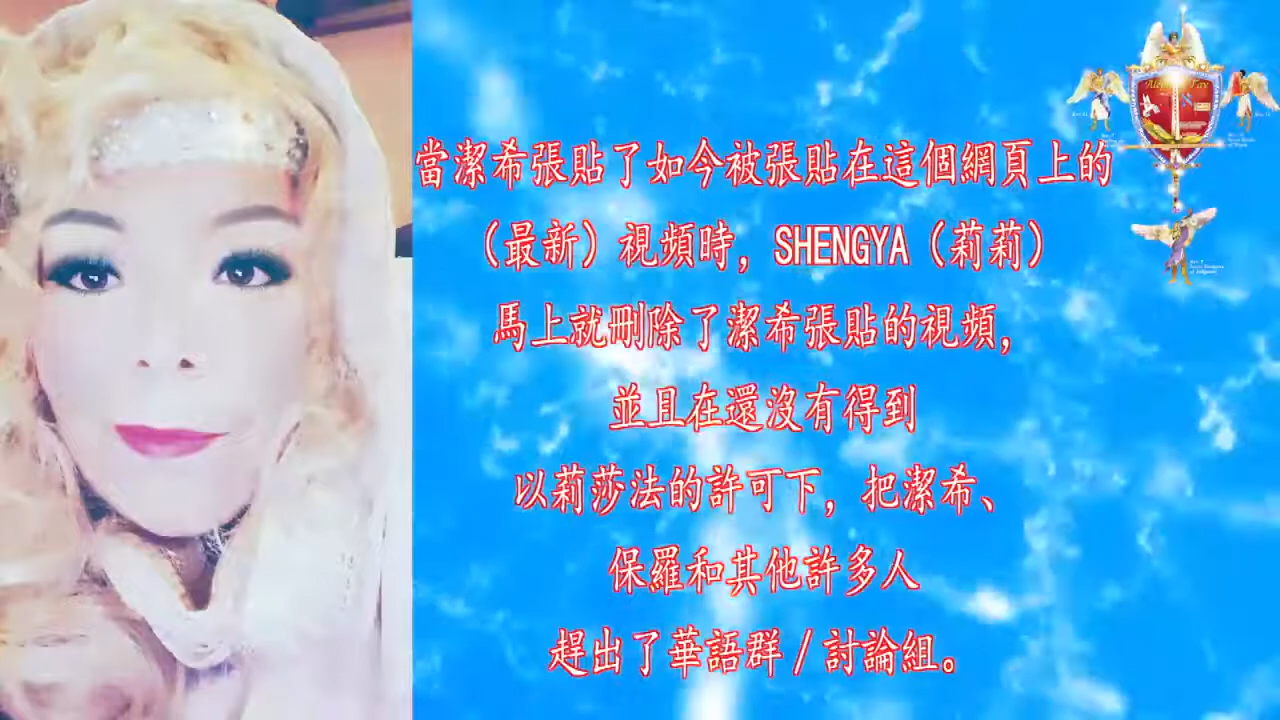 當潔希張貼了如今被張貼在這個網頁上的
（最新）視頻時，SHENGYA（莉莉）
馬上就刪除了潔希張貼的視頻，
並且在還沒有得到
以莉莎法的許可下，把潔希、
保羅和其他許多人
趕出了華語群／討論組。